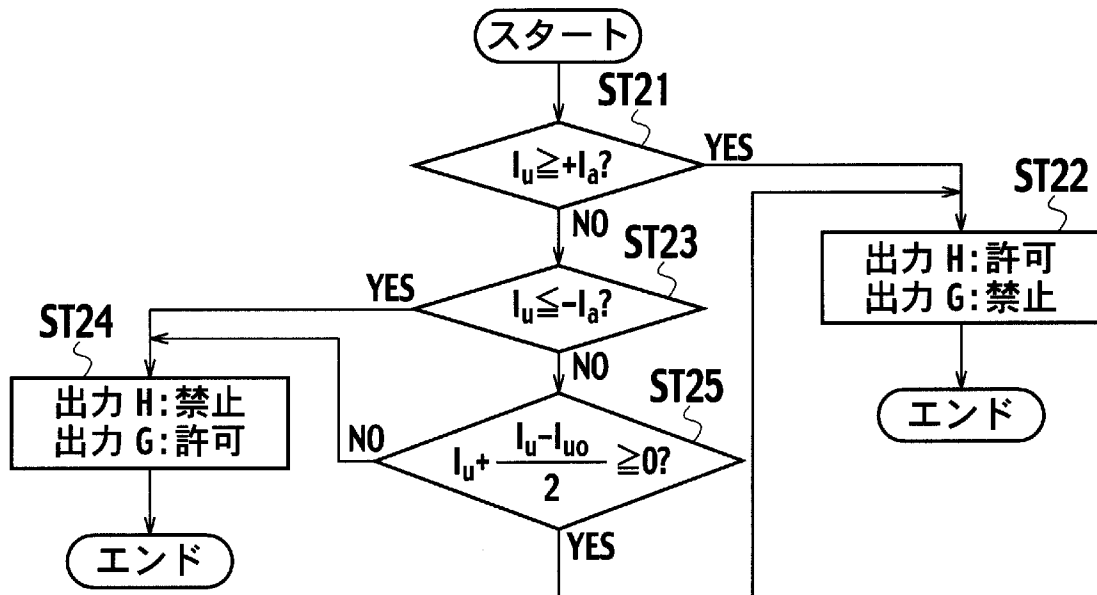 スタート
ST21
Iu≧+Ia?
YES
NO
ST22
出力 H:許可
出力 G:禁止
エンド
ST23
Iu≦−Ia?
YES
NO
ST24
出力 H:禁止
出力 G:許可
エンド
ST25
Iu+ (Iu−Iuo)/2 ≧0?
NO
YES